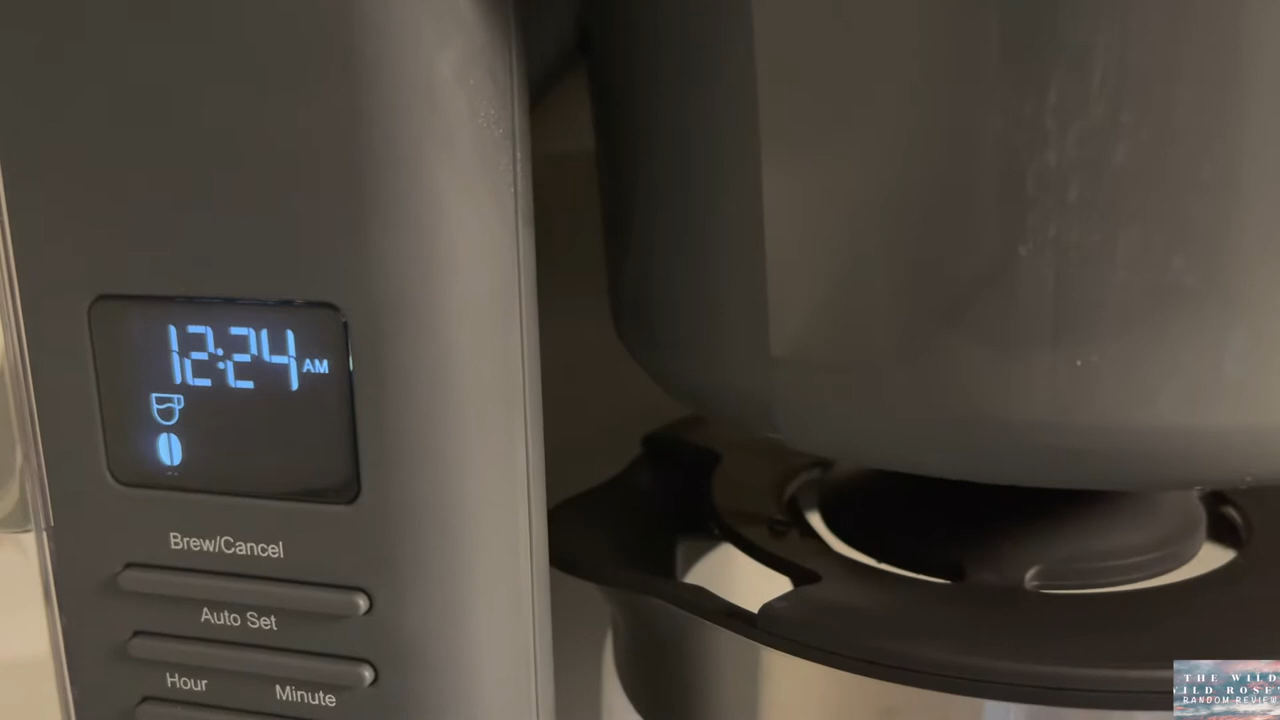 12:24 AM
Brew/Cancel
Auto Set
Hour Minute
THE WILD
WILD ROSE
RANDOM REVIEW